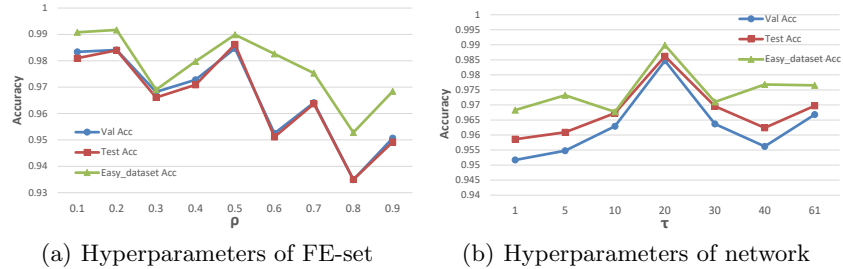 1
0.99
0.98
0.97
0.96
0.95
0.94
0.93
Accuracy
Val Acc
Test Acc
Easy_dataset Acc
0.1 0.2 0.3 0.4 0.5 0.6 0.7 0.8 0.9
ρ
(a) Hyperparameters of FE-set
1
0.995
0.99
0.985
0.98
0.975
0.97
0.965
0.96
0.955
0.95
0.945
0.94
Accuracy
Val Acc
Test Acc
Easy_dataset Acc
1 5 10 20 30 40 61
τ
(b) Hyperparameters of network